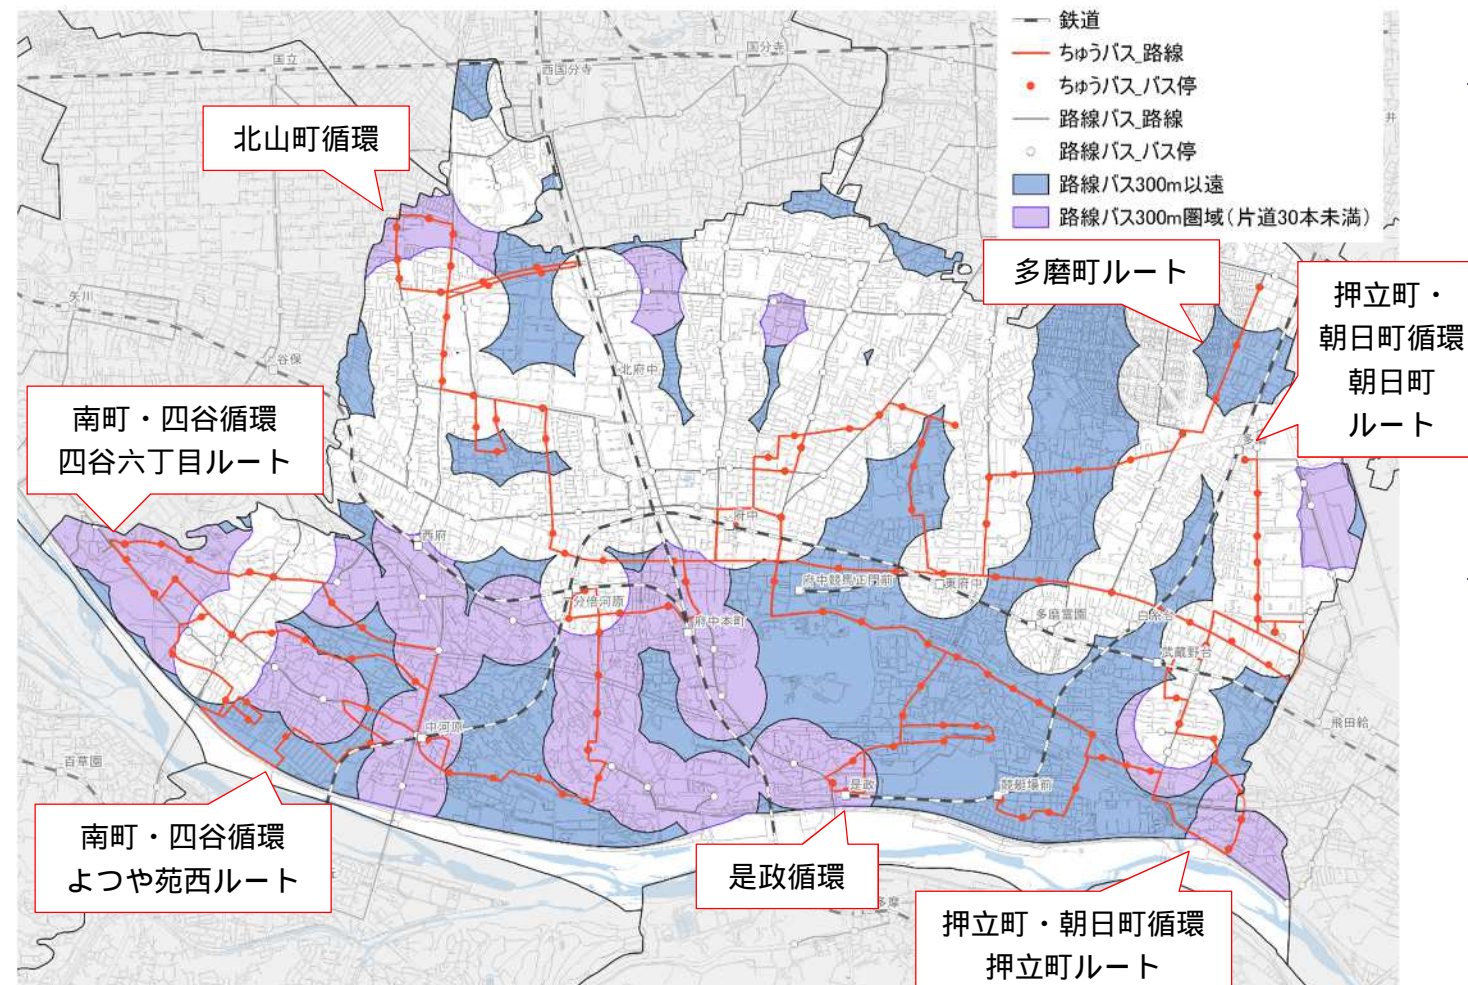 鉄道
ちゅうバス_路線
ちゅうバス_バス停
路線バス_路線
路線バス_バス停
路線バス300m以遠
路線バス300m圏域(片道30本未満)
国立
西国分寺
国分寺
井
北山町循環
多磨町ルート
押立町・
朝日町循環
朝日町
ルート
矢川
谷保
北府中
南町・四谷循環
四谷六丁目ルート
多磨
西府
府中
府中競馬正門前
東府中
分倍河原
府中本町
多磨霊園
白糸台
武蔵野台
飛田給
中河原
百草園
是政
競艇場前
南町・四谷循環
よつや苑西ルート
是政循環
多摩
押立町・朝日町循環
押立町ルート